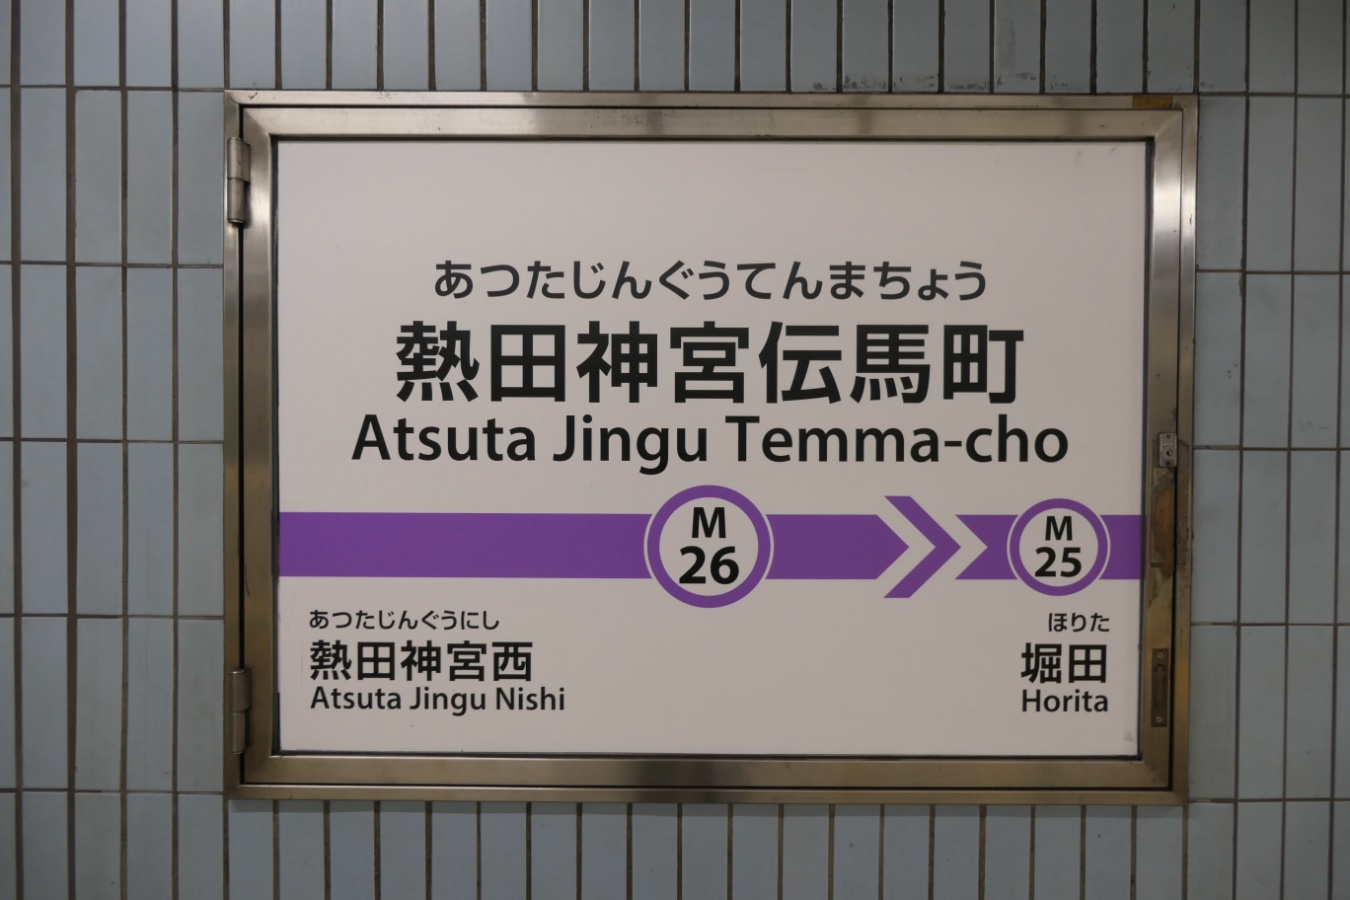 あつたじんぐうてんまちょう
熱田神宮伝馬町
Atsuta Jingu Temma-cho
M
26
M
25
あつたじんぐうにし
熱田神宮西
Atsuta Jingu Nishi
ほりた
堀田
Horita